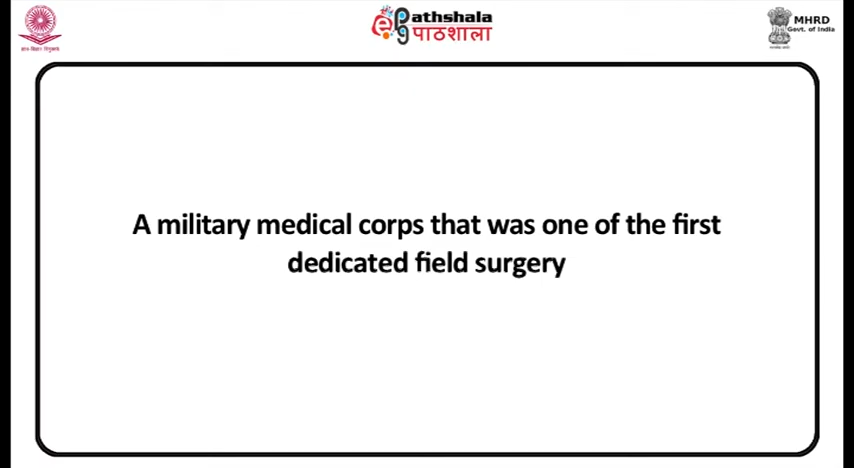 ePathshala
पाठशाला
MHRD
Govt. of India
A military medical corps that was one of the first
dedicated field surgery